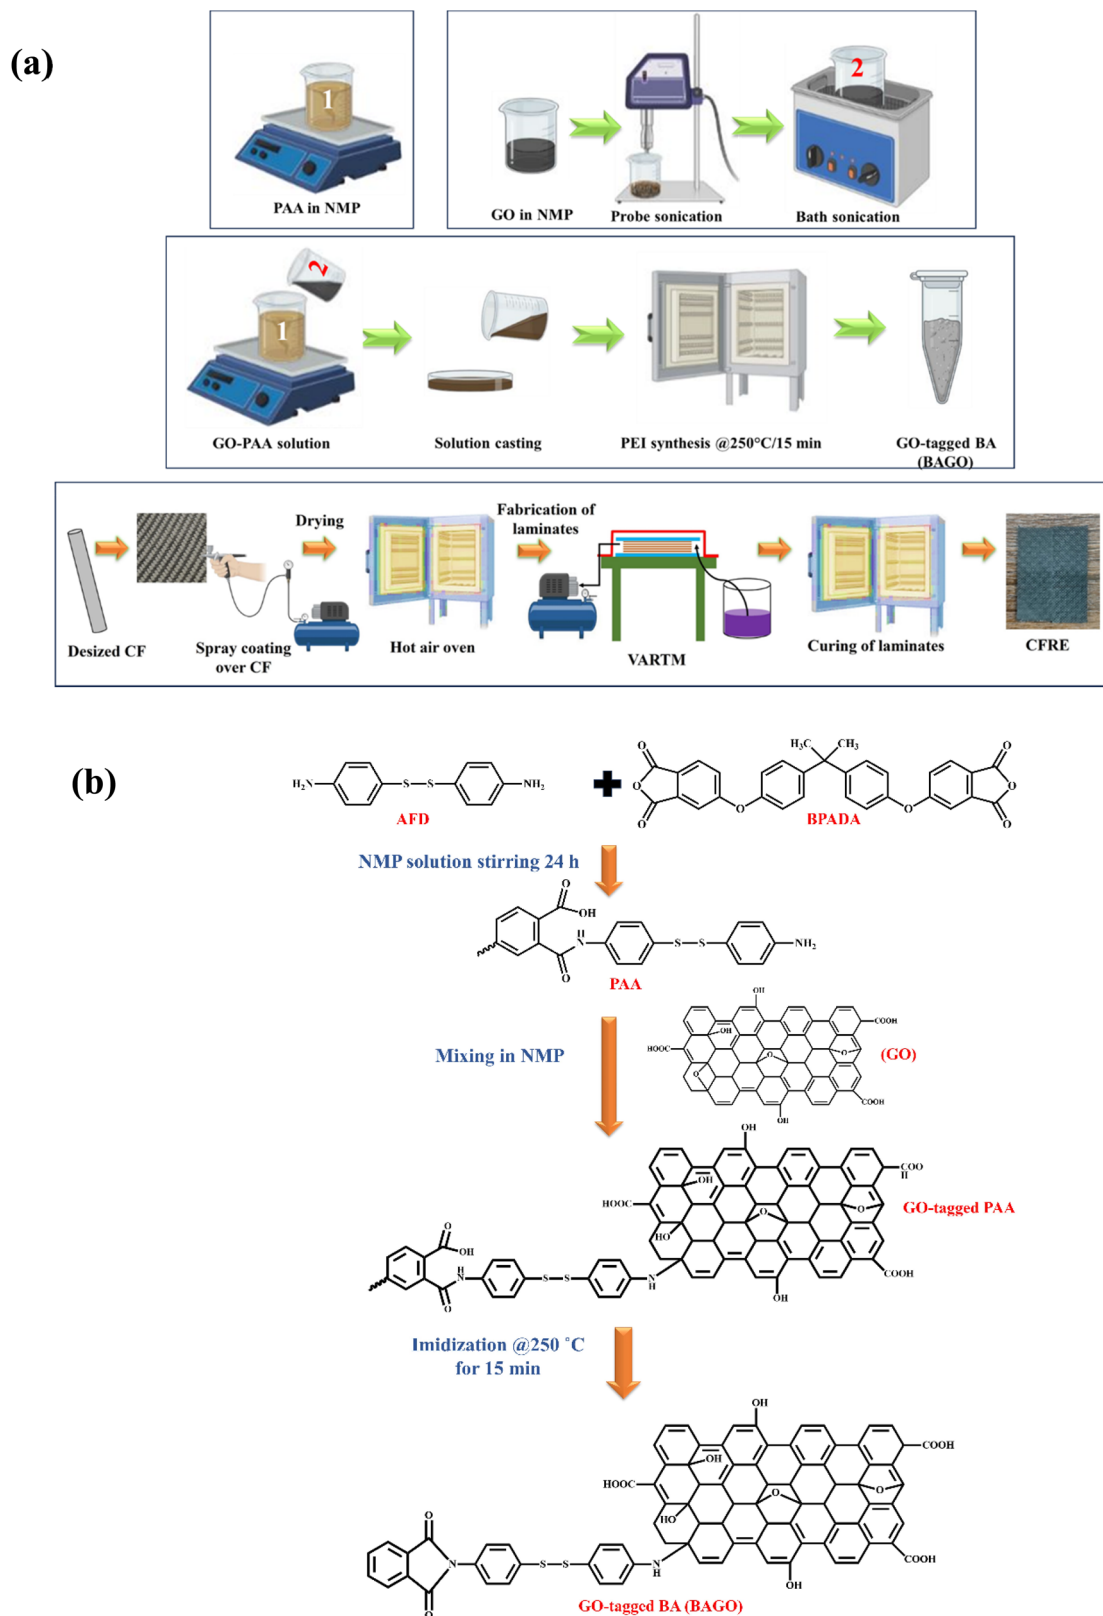 (a)
1
2
PAA in NMP
GO in NMP
Probe sonication
Bath sonication
2
1
GO-PAA solution
Solution casting
PEI synthesis @250°C/15 min
GO-tagged BA
(BAGO)
Desized CF
Spray coating
over CF
Drying
Hot air oven
Fabrication of
laminates
VARTM
Curing of laminates
CFRE
(b)
H₂N
S
S
NH₂
AFD
H₃C
CH₃
O
O
O
O
O
O
O
O
BPADA
NMP solution stirring 24 h
O
OH
H
N
O
S
S
NH₂
PAA
Mixing in NMP
OH
OH
COOH
HOOC
O
O
O
COOH
OH
(GO)
OH
COO
H
OH
HOOC
O
O
HO
COOH
OH
GO-tagged PAA
O
OH
H
N
O
S
S
N
H
Imidization @250 °C
for 15 min
OH
COOH
OH
HOOC
O
O
HO
COOH
OH
O
N
O
S
S
N
H
GO-tagged BA (BAGO)